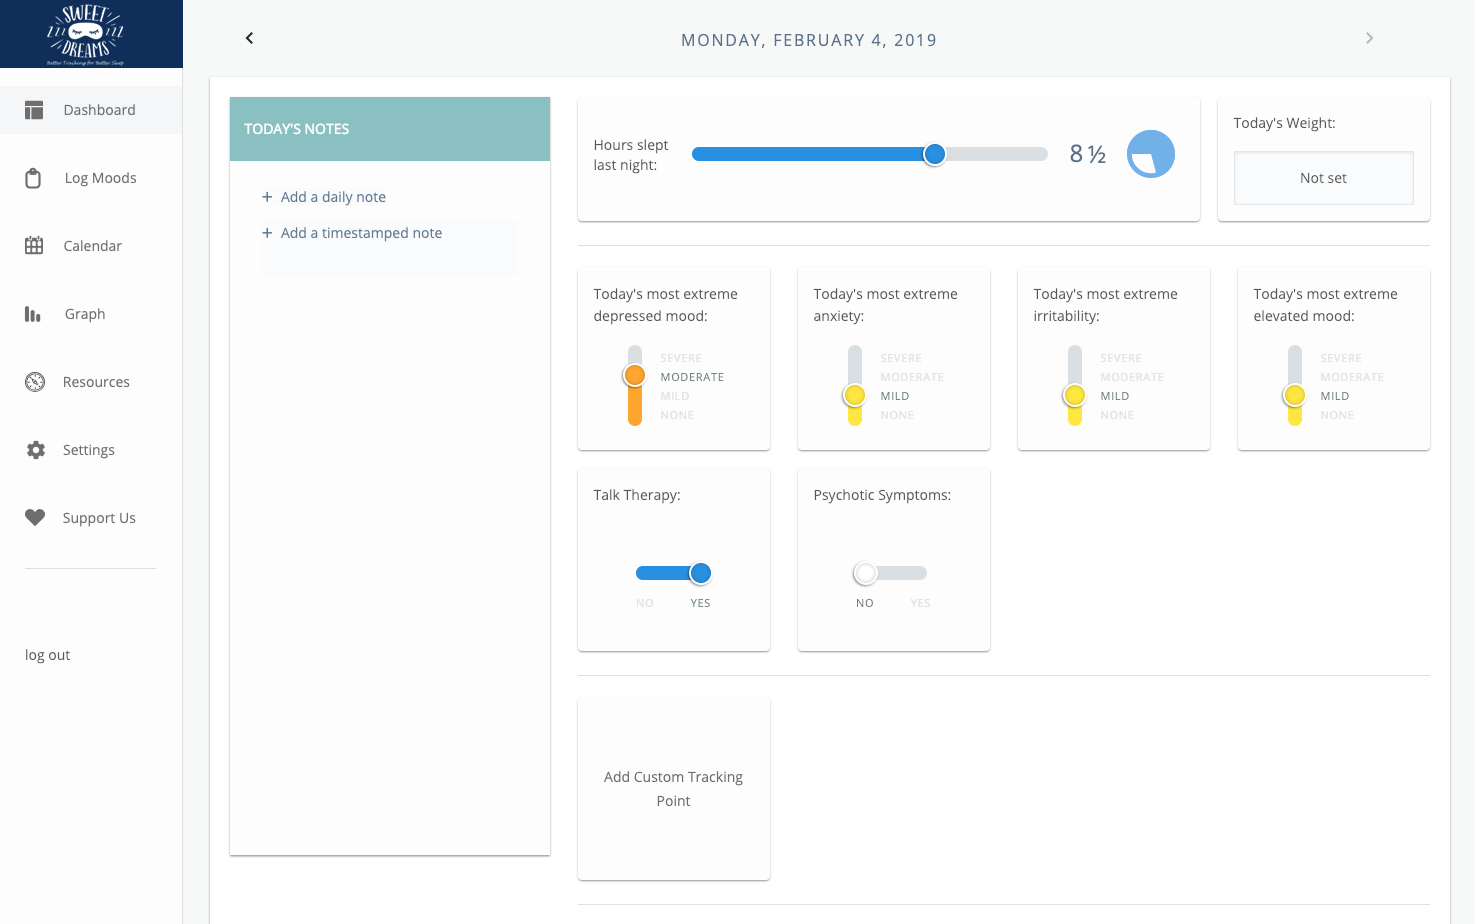 SWEET
DREAMS
Better Tracking for Better Sleep
MONDAY, FEBRUARY 4, 2019
Dashboard
Log Moods
Calendar
Graph
Resources
Settings
Support Us
log out
TODAY'S NOTES
+ Add a daily note
+ Add a timestamped note
Hours slept
last night:
8 ½
Today's Weight:
Not set
Today's most extreme
depressed mood:
SEVERE
MODERATE
MILD
NONE
Today's most extreme
anxiety:
SEVERE
MODERATE
MILD
NONE
Today's most extreme
irritability:
SEVERE
MODERATE
MILD
NONE
Today's most extreme
elevated mood:
SEVERE
MODERATE
MILD
NONE
Talk Therapy:
NO YES
Psychotic Symptoms:
NO YES
Add Custom Tracking
Point